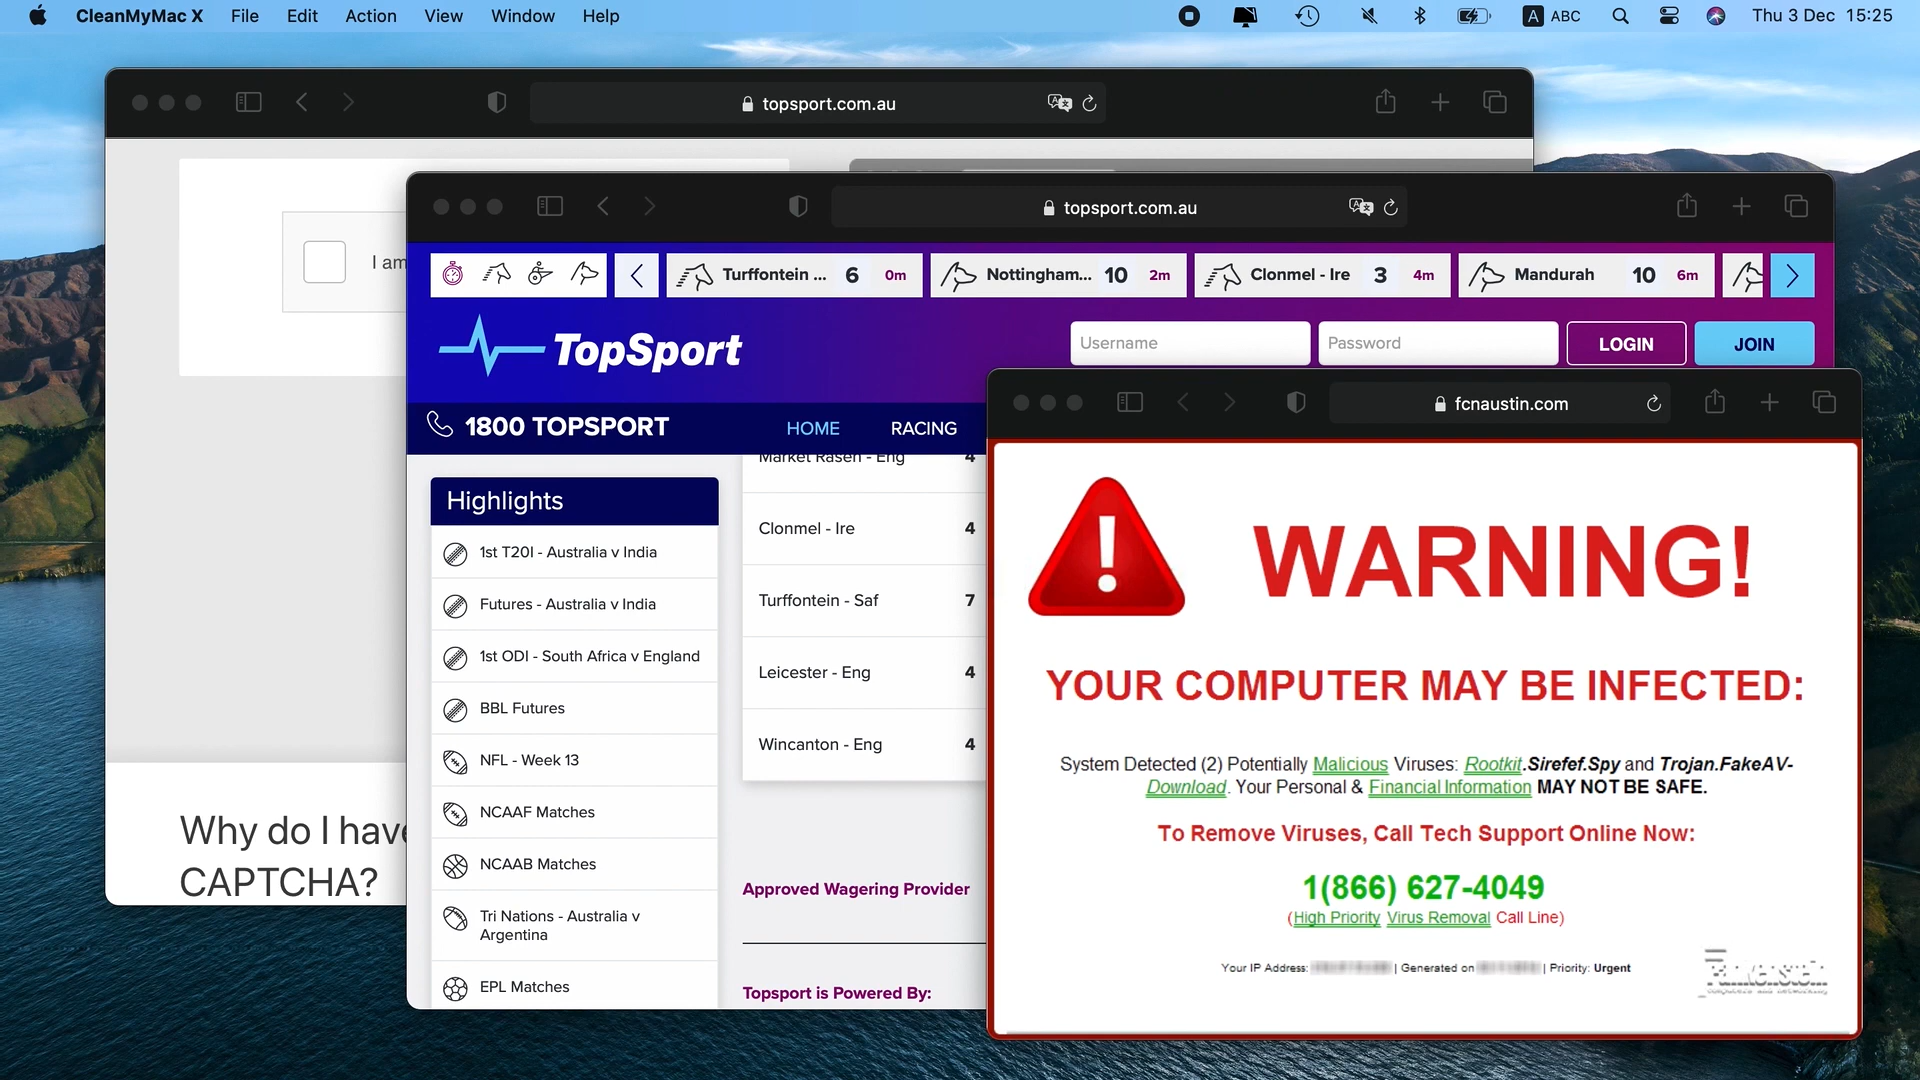 CleanMyMac X File Edit Action View Window Help A ABC Thu 3 Dec 15:25
topsport.com.au
I am
Why do I have
CAPTCHA?
topsport.com.au
Turffontein ... 6 0m Nottingham... 10 2m Clonmel - Ire 3 4m Mandurah 10 6m
TopSport Username Password LOGIN JOIN
1800 TOPSPORT HOME RACING
Highlights
1st T20I - Australia v India
Futures - Australia v India
1st ODI - South Africa v England
BBL Futures
NFL - Week 13
NCAAF Matches
NCAAB Matches
Tri Nations - Australia v
Argentina
EPL Matches
Market Rasen - Eng 4
Clonmel - Ire 4
Turffontein - Saf 7
Leicester - Eng 4
Wincanton - Eng 4
Approved Wagering Provider
Topsport is Powered By:
fcnaustin.com
WARNING!
YOUR COMPUTER MAY BE INFECTED:
System Detected (2) Potentially Malicious Viruses: Rootkit.Sirefef.Spy and Trojan.FakeAV-
Download. Your Personal & Financial Information MAY NOT BE SAFE.
To Remove Viruses, Call Tech Support Online Now:
1(866) 627-4049
(High Priority Virus Removal Call Line)
Your IP Address: | Generated on | Priority: Urgent